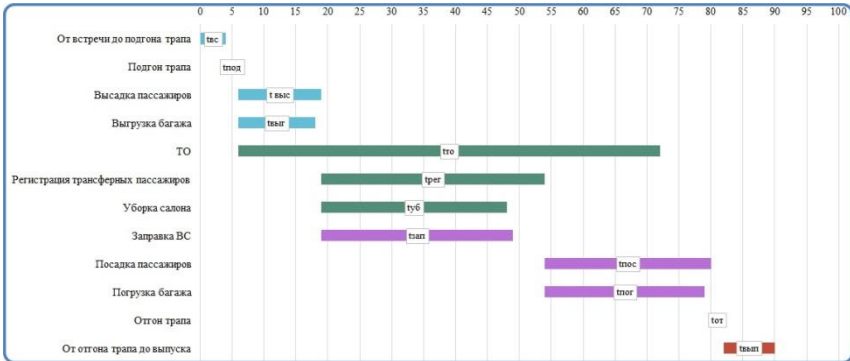 0 5 10 15 20 25 30 35 40 45 50 55 60 65 70 75 80 85 90 95 100
От встречи до подгона трапа tвс
Подгон трапа tпод
Высадка пассажиров t выс
Выгрузка багажа tвыг
ТО tто
Регистрация трансферных пассажиров tрег
Уборка салона tуб
Заправка ВС tзап
Посадка пассажиров tпос
Погрузка багажа tпог
Отгон трапа tот
От отгона трапа до выпуска tвып